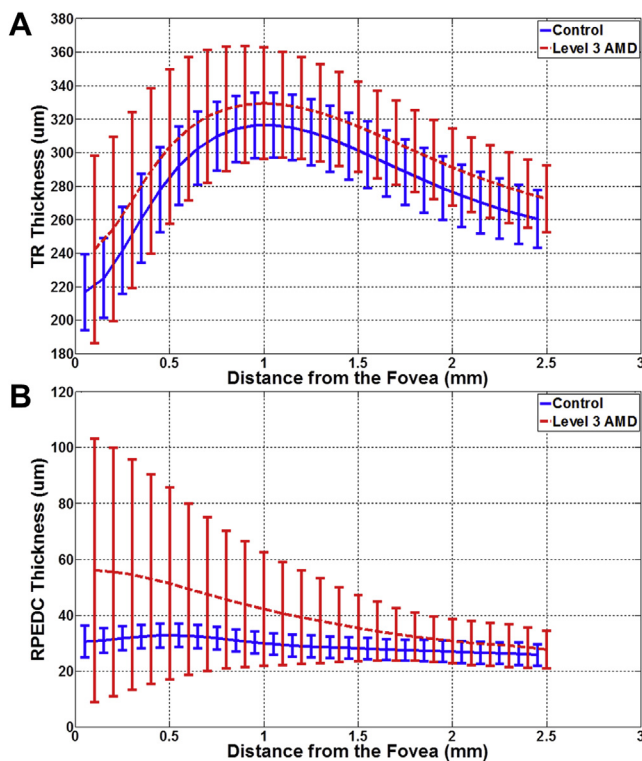 A
380
360
340
320
300
280
260
240
220
200
180
TR Thickness (um)
Control
Level 3 AMD
0 0.5 1 1.5 2 2.5 3
Distance from the Fovea (mm)
B
120
100
80
60
40
20
0
RPEDC Thickness (um)
Control
Level 3 AMD
0 0.5 1 1.5 2 2.5 3
Distance from the Fovea (mm)